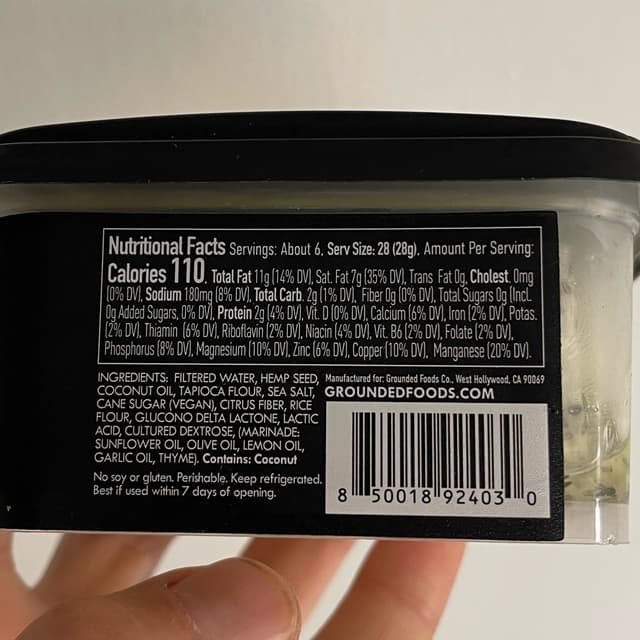 Nutritional Facts Servings: About 6, Serv Size: 28 (28g), Amount Per Serving:
Calories 110, Total Fat 11g (14% DV), Sat. Fat 7g (35% DV), Trans Fat 0g, Cholest. 0mg
(0% DV), Sodium 180mg (8% DV), Total Carb. 2g (1% DV), Fiber 0g (0% DV), Total Sugars 0g (Incl.
0g Added Sugars, 0% DV), Protein 2g (4% DV), Vit. D (0% DV), Calcium (6% DV), Iron (2% DV), Potas.
(2% DV), Thiamin (6% DV), Riboflavin (2% DV), Niacin (4% DV), Vit. B6 (2% DV), Folate (2% DV),
Phosphorus (8% DV), Magnesium (10% DV), Zinc (6% DV), Copper (10% DV), Manganese (20% DV).
INGREDIENTS: FILTERED WATER, HEMP SEED,
COCONUT OIL, TAPIOCA FLOUR, SEA SALT,
CANE SUGAR (VEGAN), CITRUS FIBER, RICE
FLOUR, GLUCONO DELTA LACTONE, LACTIC
ACID, CULTURED DEXTROSE, (MARINADE:
SUNFLOWER OIL, OLIVE OIL, LEMON OIL,
GARLIC OIL, THYME). Contains: Coconut
No soy or gluten. Perishable. Keep refrigerated.
Best if used within 7 days of opening.
Manufactured for: Grounded Foods Co., West Hollywood, CA 90069
GROUNDEDFOODS.COM
8 50018 92403 0